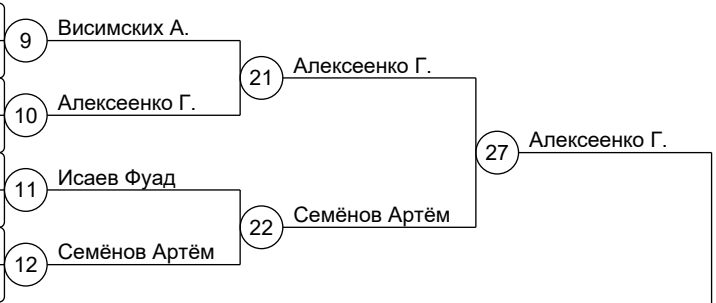 9
Висимских А.
21
Алексеенко Г.
10
Алексеенко Г.
27
Алексеенко Г.
11
Исаев Фуад
22
Семёнов Артём
12
Семёнов Артём